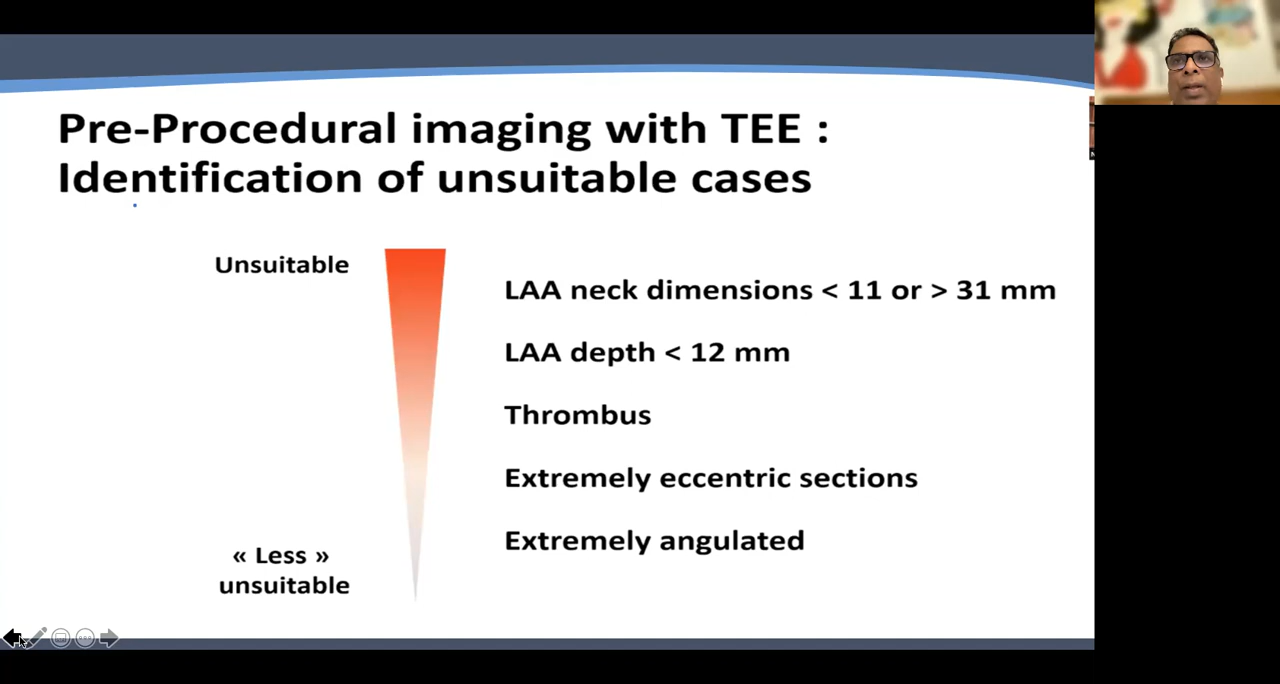 Pre-Procedural imaging with TEE :
Identification of unsuitable cases
Unsuitable
LAA neck dimensions < 11 or > 31 mm
LAA depth < 12 mm
Thrombus
Extremely eccentric sections
Extremely angulated
« Less »
unsuitable